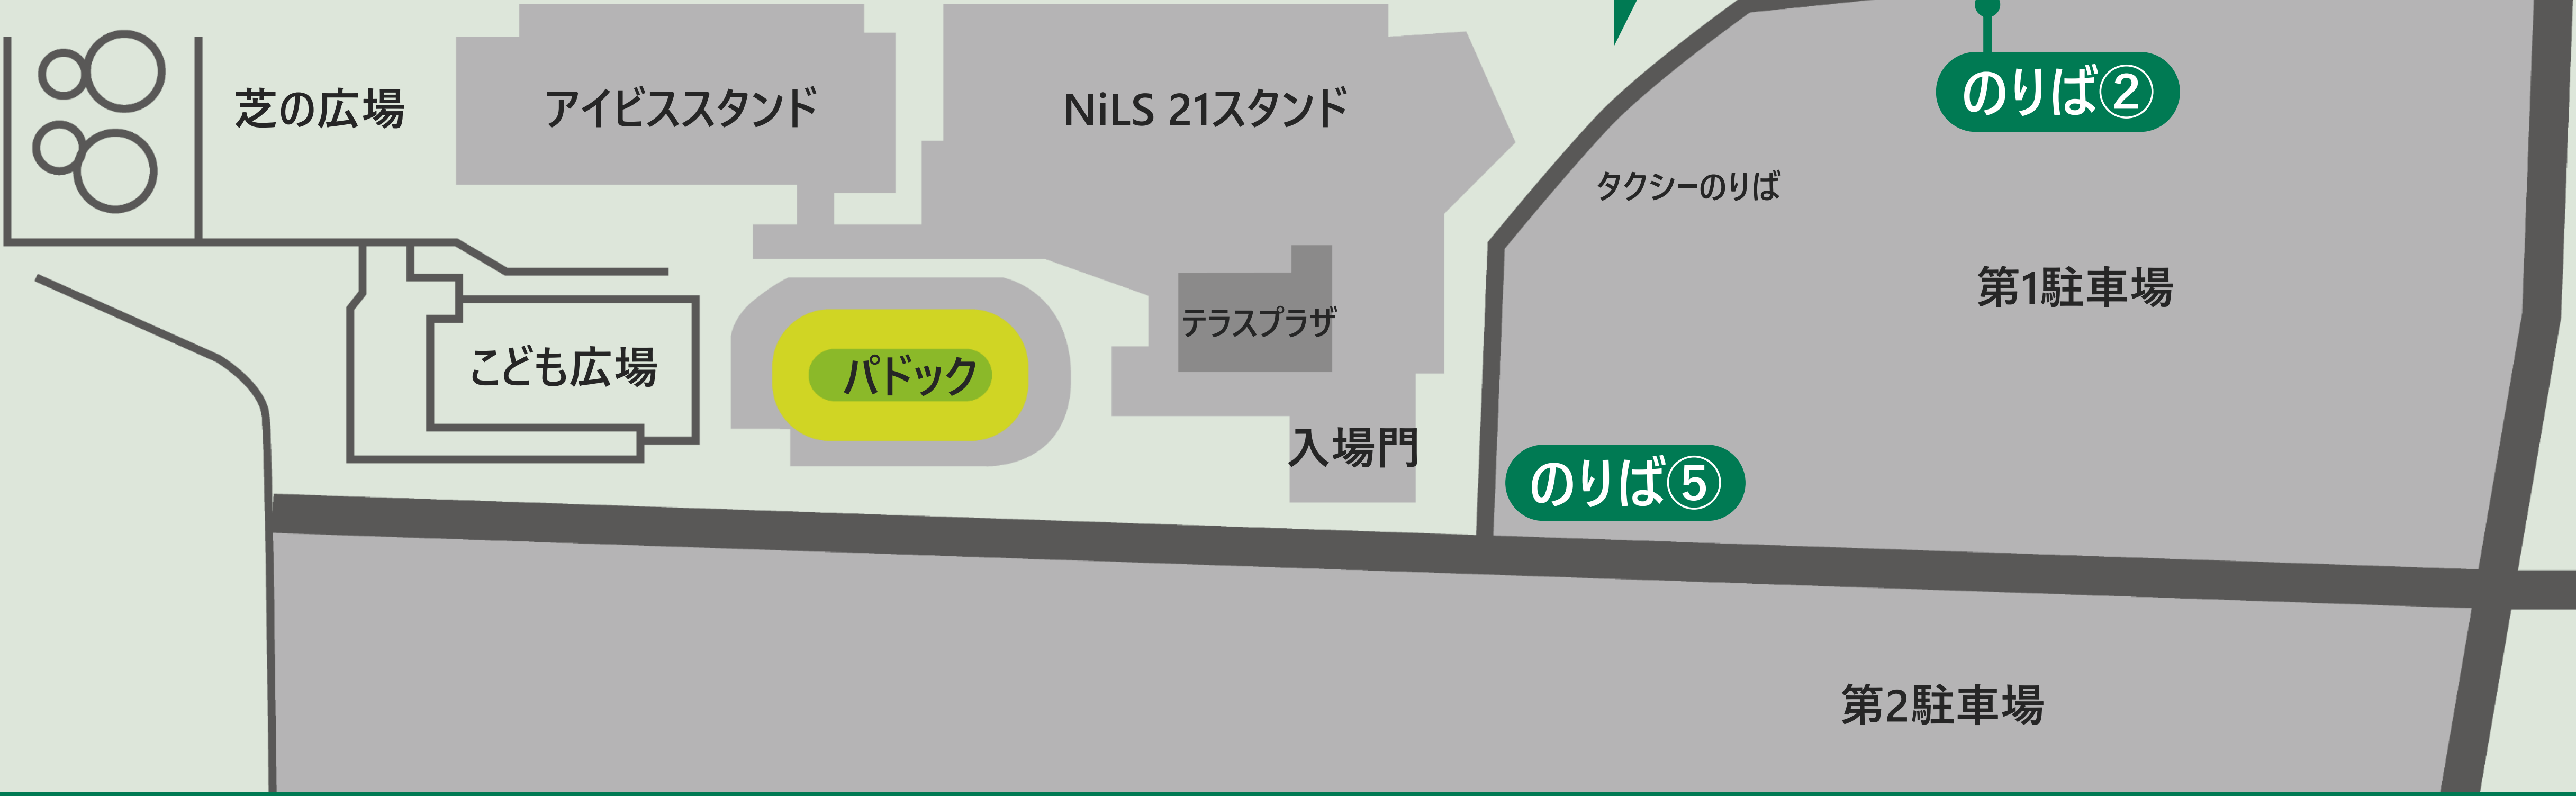 のりば②
芝の広場
アイビススタンド
NiLS 21スタンド
タクシーのりば
第1駐車場
テラスプラザ
こども広場
パドック
入場門
のりば⑤
第2駐車場